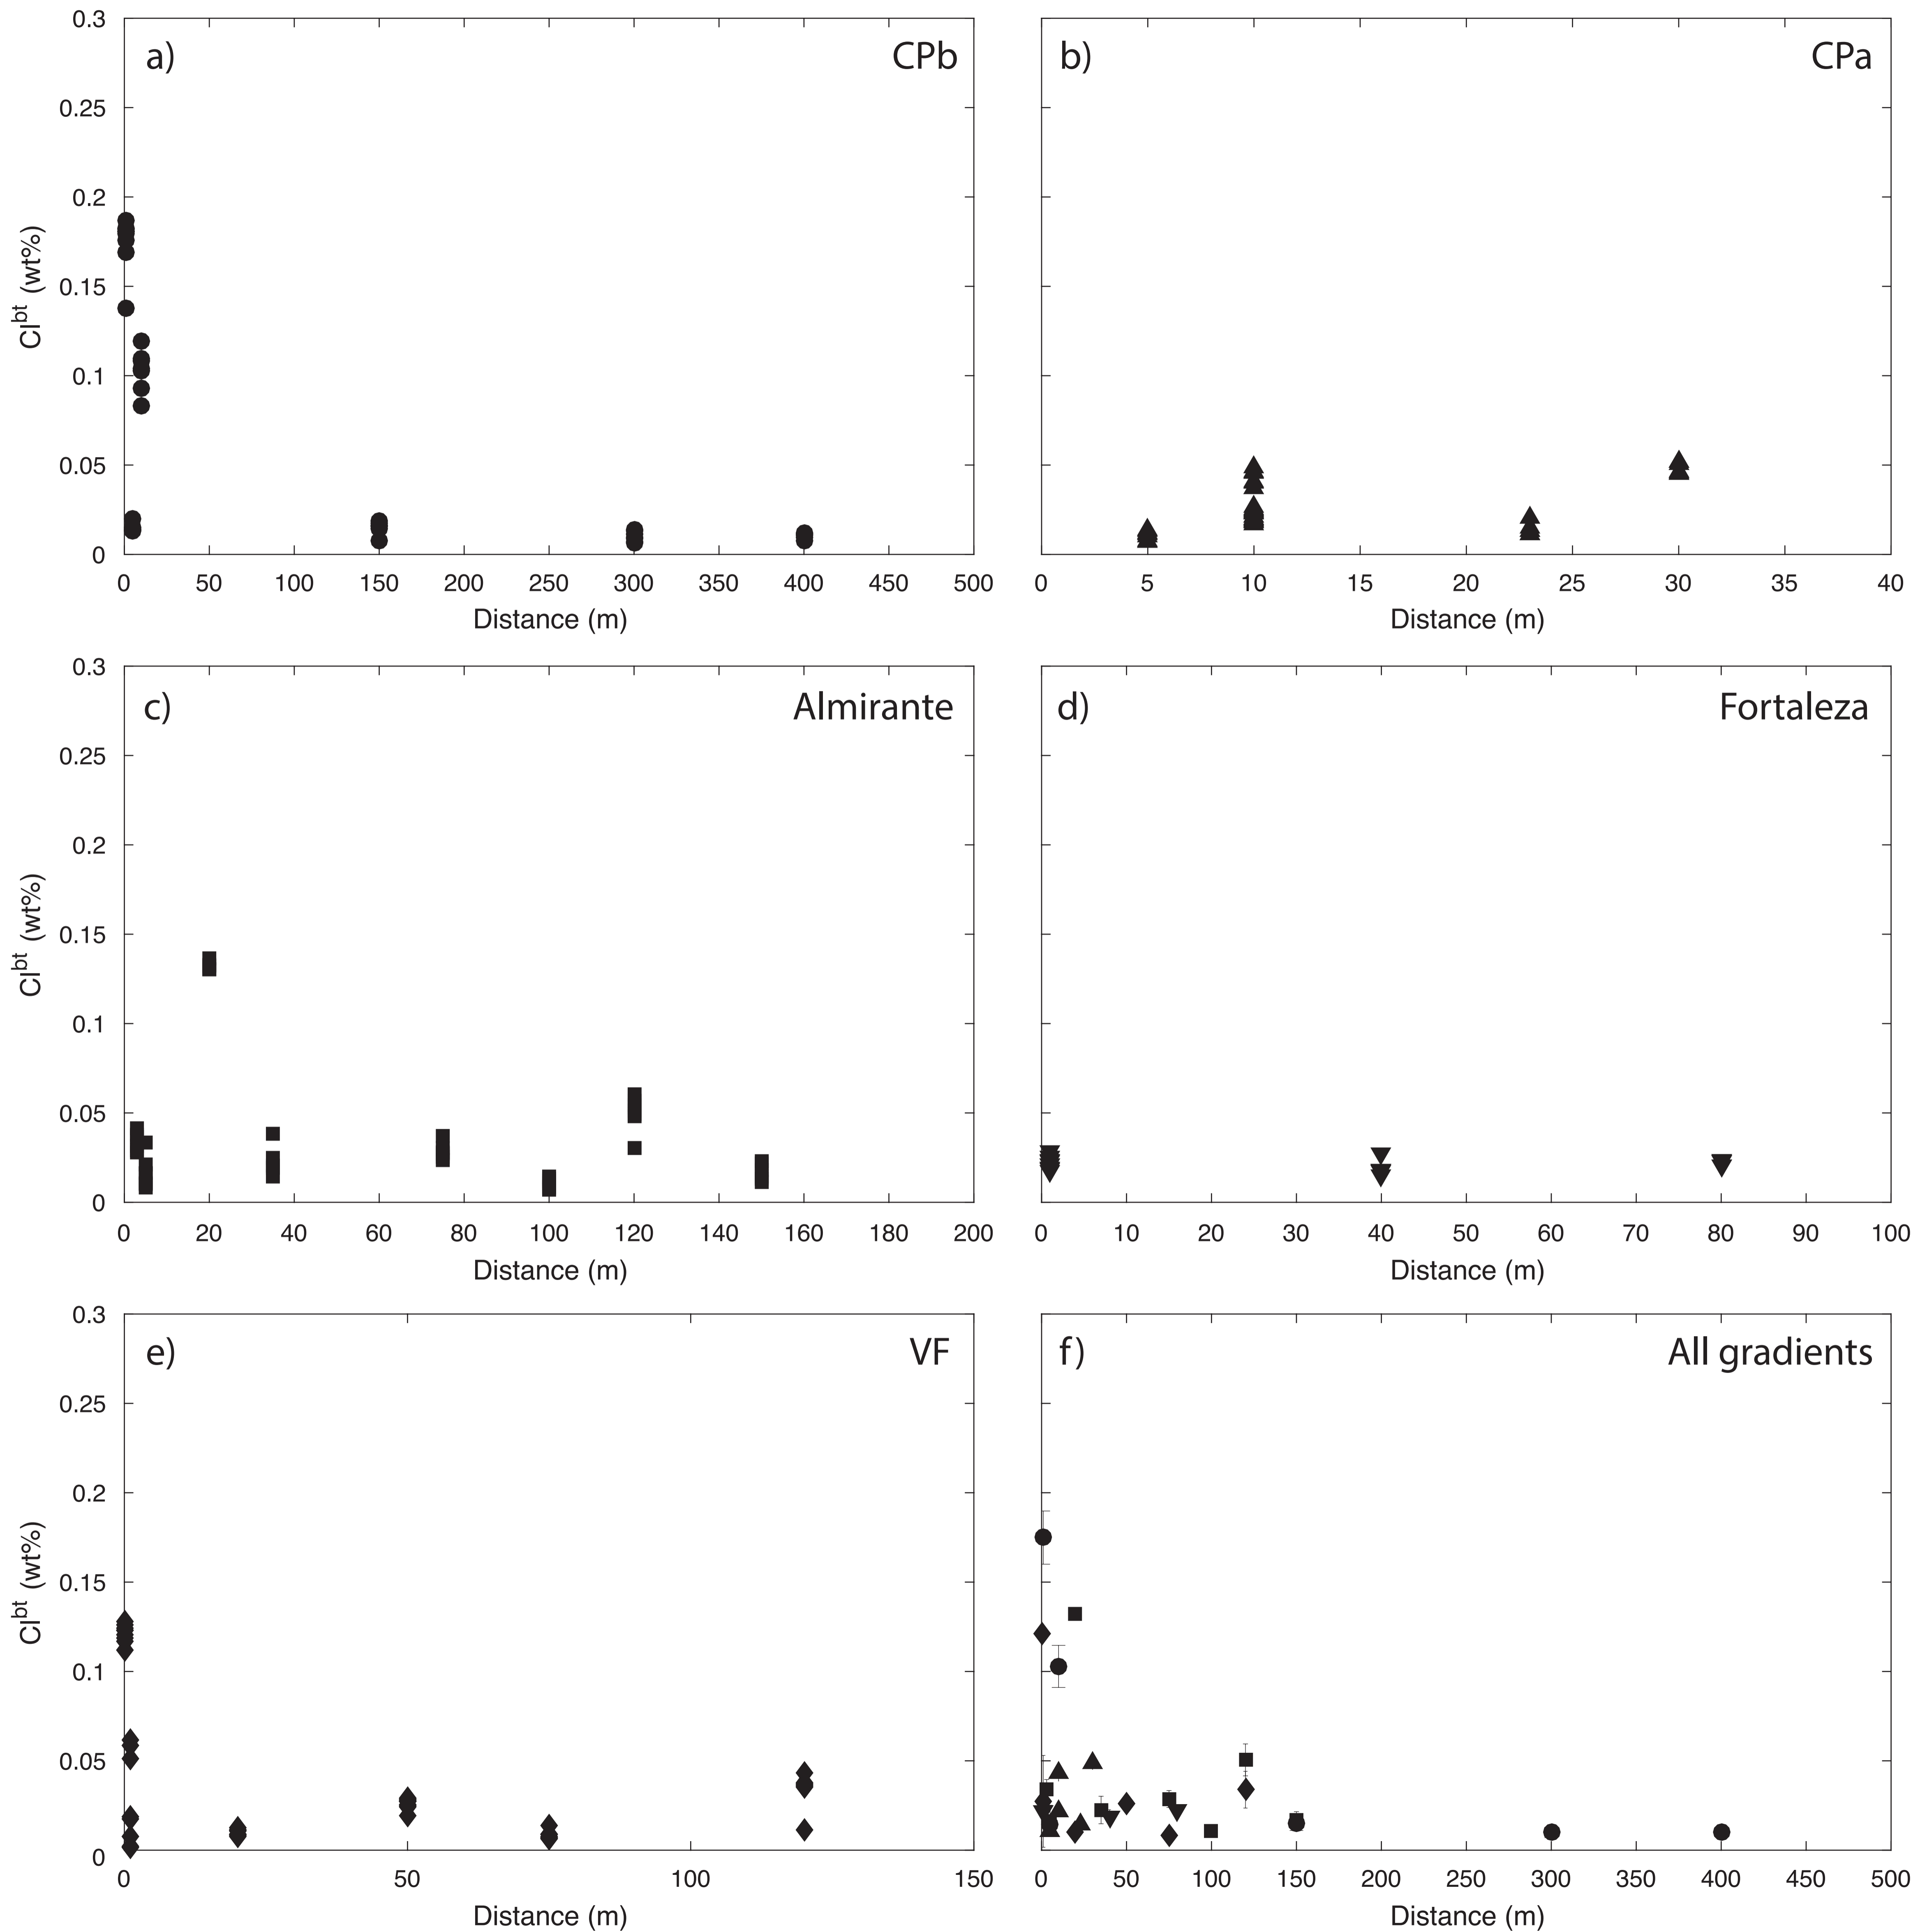 a) CPb
0.3
0.25
0.2
0.15
0.1
0.05
0
Cl^bt (wt%)
0 50 100 150 200 250 300 350 400 450 500
Distance (m)
b) CPa
0 5 10 15 20 25 30 35 40
Distance (m)
c) Almirante
0.3
0.25
0.2
0.15
0.1
0.05
0
Cl^bt (wt%)
0 20 40 60 80 100 120 140 160 180 200
Distance (m)
d) Fortaleza
0 10 20 30 40 50 60 70 80 90 100
Distance (m)
e) VF
0.3
0.25
0.2
0.15
0.1
0.05
0
Cl^bt (wt%)
0 50 100 150
Distance (m)
f) All gradients
0 50 100 150 200 250 300 350 400 450 500
Distance (m)